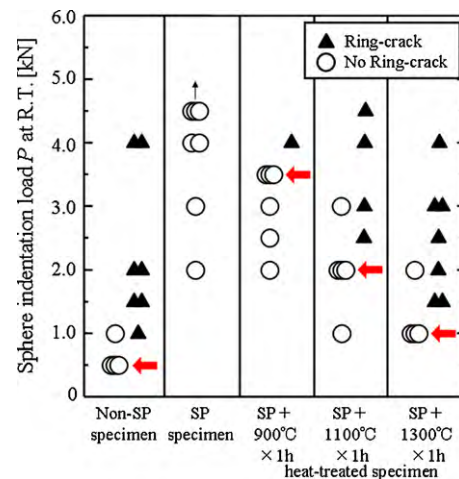 Sphere indentation load P at R.T. [kN]
6.0
5.0
4.0
3.0
2.0
1.0
0
Ring-crack
No Ring-crack
Non-SP
specimen
SP
specimen
SP +
900℃
×1h
SP +
1100℃
×1h
SP +
1300℃
×1h
heat-treated specimen